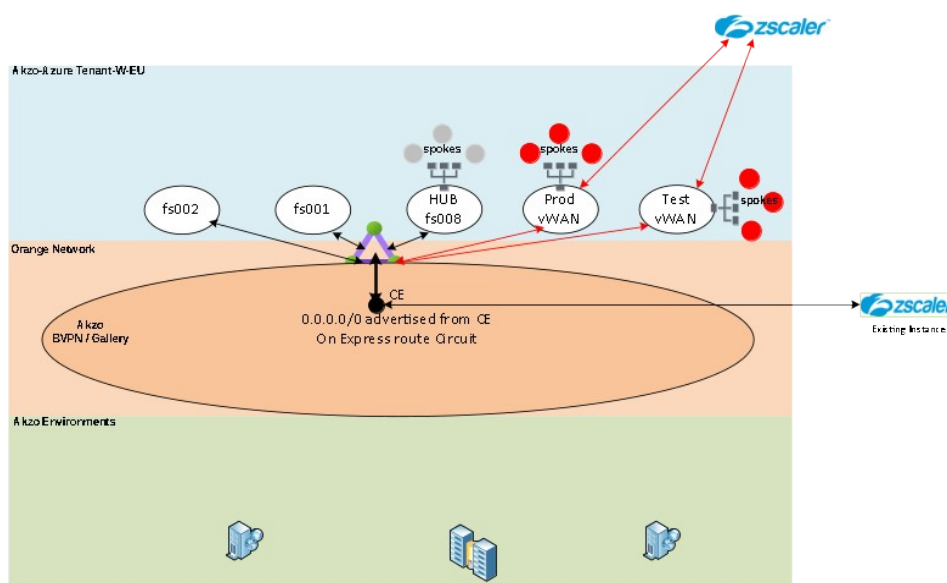 zscaler
Akzo-Azure Tenant-W-EU
spokes
spokes
spokes
fs002
fs001
HUB
fs008
Prod
vWAN
Test
vWAN
Orange Network
CE
0.0.0.0/0 advertised from CE
On Express route Circuit
Akzo
BVPN / Gallery
zscaler
Existing Instance
Akzo Environments